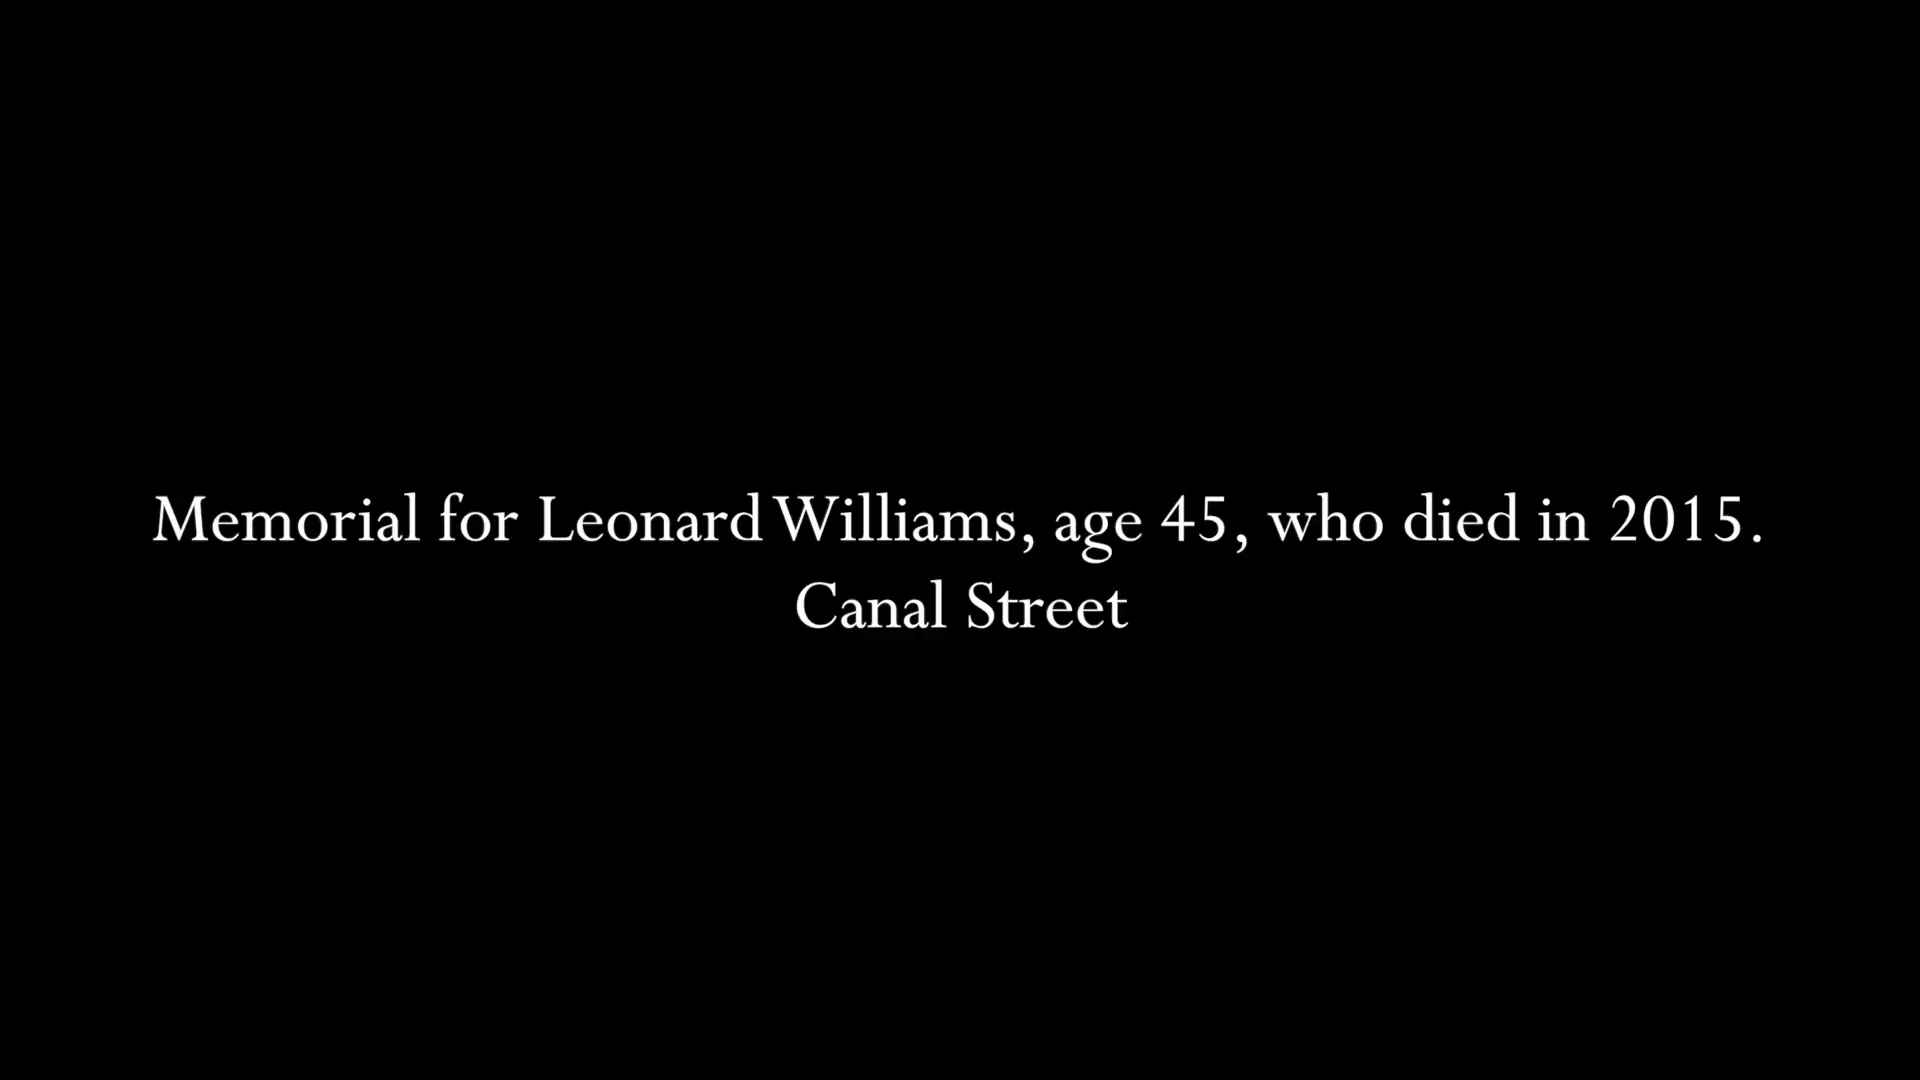 Memorial for Leonard Williams, age 45, who died in 2015.
Canal Street